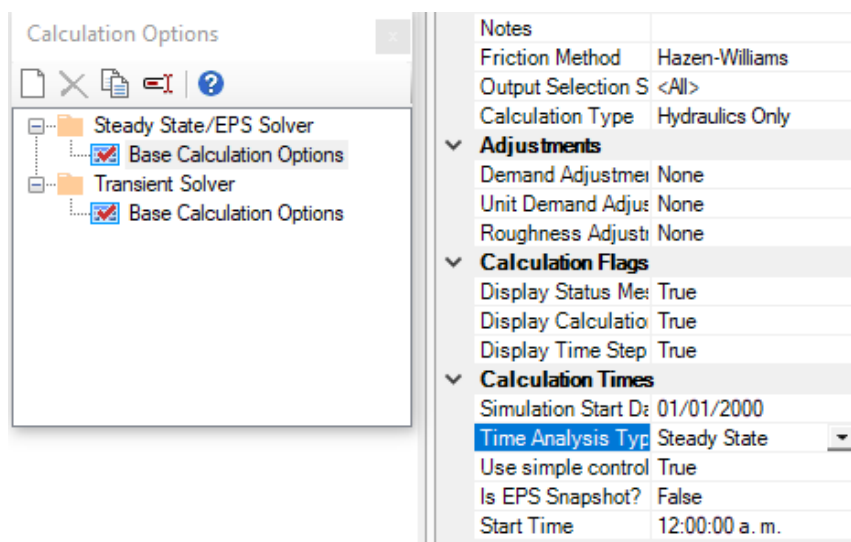 Calculation Options
x
Steady State/EPS Solver
Base Calculation Options
Transient Solver
Base Calculation Options
Notes
Friction Method Hazen-Williams
Output Selection S <All>
Calculation Type Hydraulics Only
Adjustments
Demand Adjustmer None
Unit Demand Adjus None
Roughness Adjustr None
Calculation Flags
Display Status Mes True
Display Calculatio True
Display Time Step True
Calculation Times
Simulation Start Da 01/01/2000
Time Analysis Typ Steady State
Use simple control True
Is EPS Snapshot? False
Start Time 12:00:00 a. m.